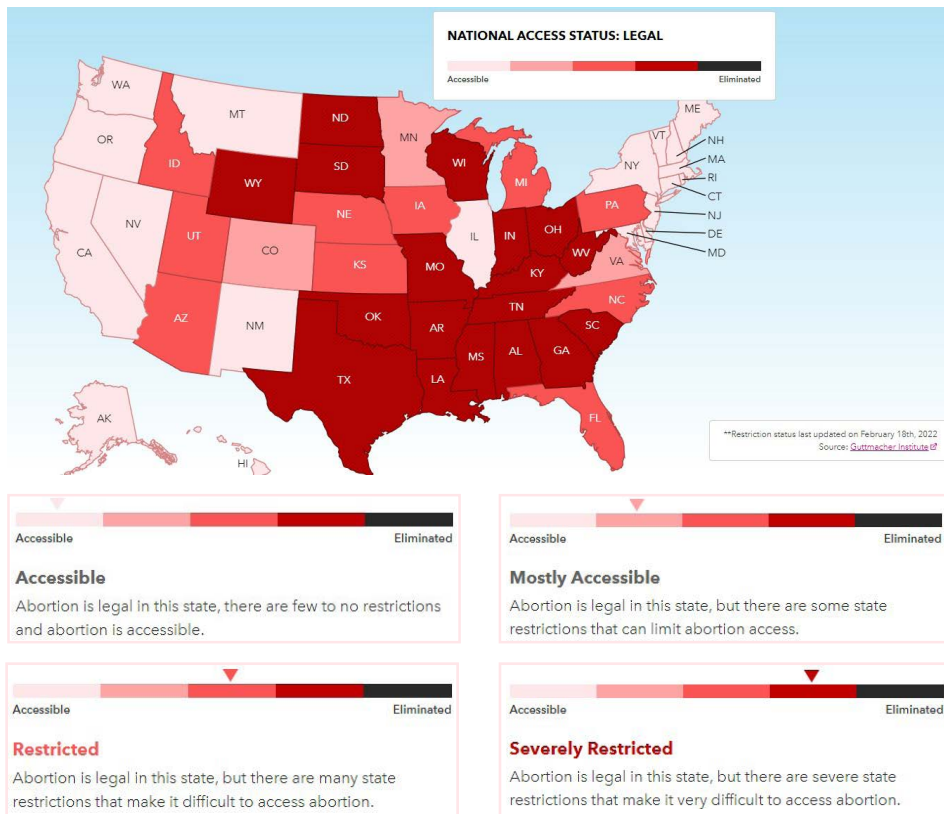 NATIONAL ACCESS STATUS: LEGAL
Accessible Eliminated
WA
MT
ND
MN
ME
VT
NH
OR
ID
SD
WI
NY
MA
MI
RI
WY
CT
IA
PA
NJ
NE
NV
OH
IL
IN
DE
UT
CO
MD
CA
WV
VA
KS
MO
KY
NC
TN
AZ
NM
OK
AR
SC
MS
AL
GA
TX
LA
FL
AK
HI
**Restriction status last updated on February 18th, 2022
Source: Guttmacher Institute
Accessible Eliminated
Accessible
Abortion is legal in this state, there are few to no restrictions
and abortion is accessible.
Accessible Eliminated
Mostly Accessible
Abortion is legal in this state, but there are some state
restrictions that can limit abortion access.
Accessible Eliminated
Restricted
Abortion is legal in this state, but there are many state
restrictions that make it difficult to access abortion.
Accessible Eliminated
Severely Restricted
Abortion is legal in this state, but there are severe state
restrictions that make it very difficult to access abortion.